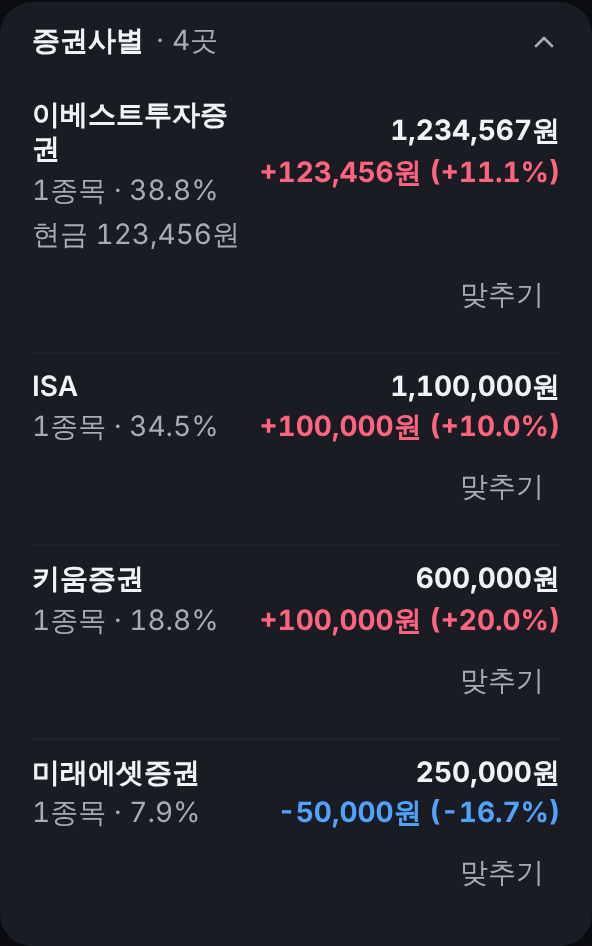 증권사별 · 4곳
이베스트투자증
권
1,234,567원
+123,456원 (+11.1%)
1종목 · 38.8%
현금 123,456원
맞추기
ISA
1,100,000원
1종목 · 34.5%
+100,000원 (+10.0%)
맞추기
키움증권
600,000원
1종목 · 18.8%
+100,000원 (+20.0%)
맞추기
미래에셋증권
250,000원
1종목 · 7.9%
-50,000원 (-16.7%)
맞추기